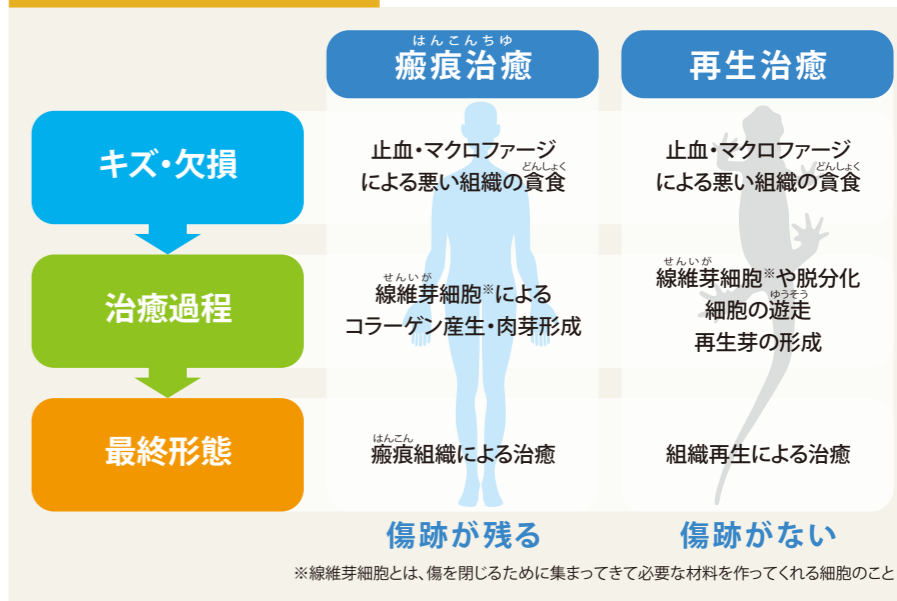 はんこんちゆ
瘢痕治癒
再生治癒
キズ・欠損
止血・マクロファージ
による悪い組織の貪食
どんしょく
止血・マクロファージ
による悪い組織の貪食
どんしょく
治癒過程
せんいが
線維芽細胞※による
コラーゲン産生・肉芽形成
せんいが
線維芽細胞※や脱分化
ゆうそう
細胞の遊走
再生芽の形成
最終形態
はんこん
瘢痕組織による治癒
組織再生による治癒
傷跡が残る
傷跡がない
※線維芽細胞とは、傷を閉じるために集まってきて必要な材料を作ってくれる細胞のこと